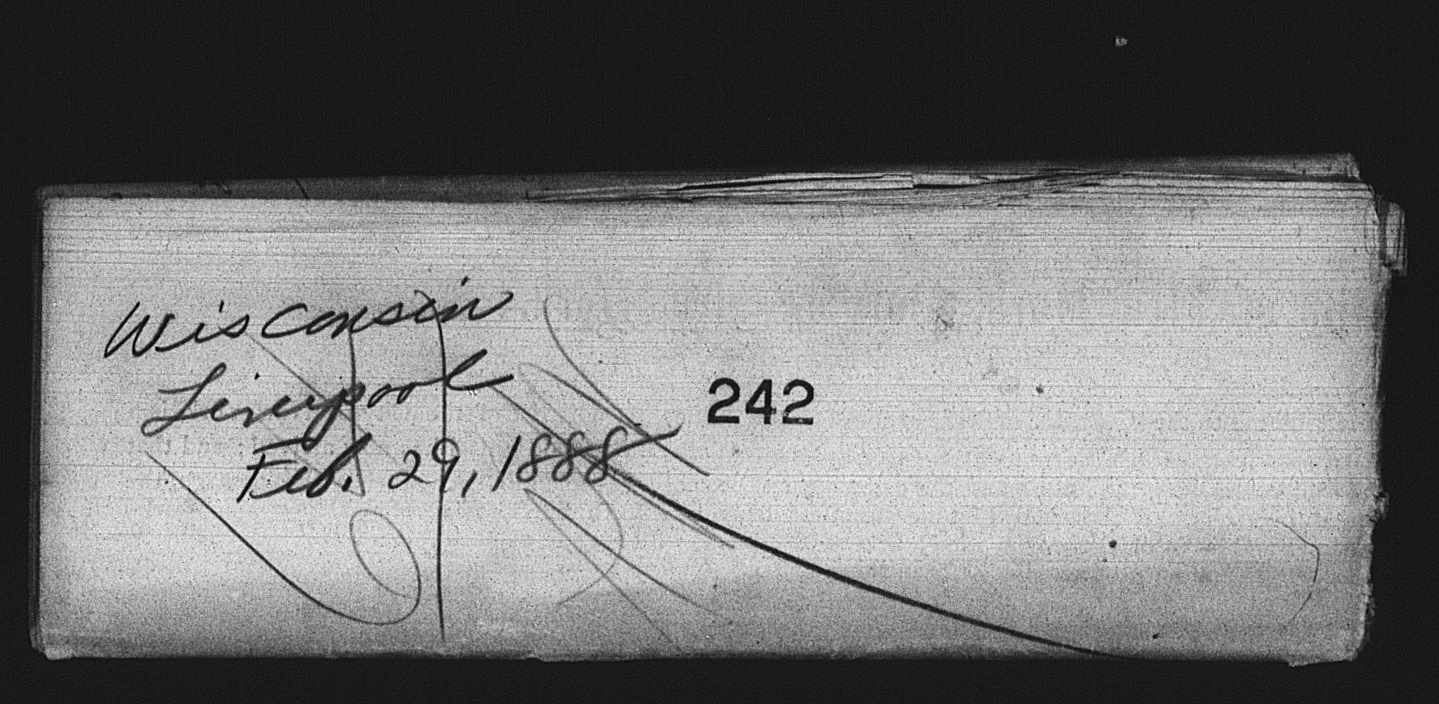 Wisconsin
Liverpool
Feb. 29, 1888
242